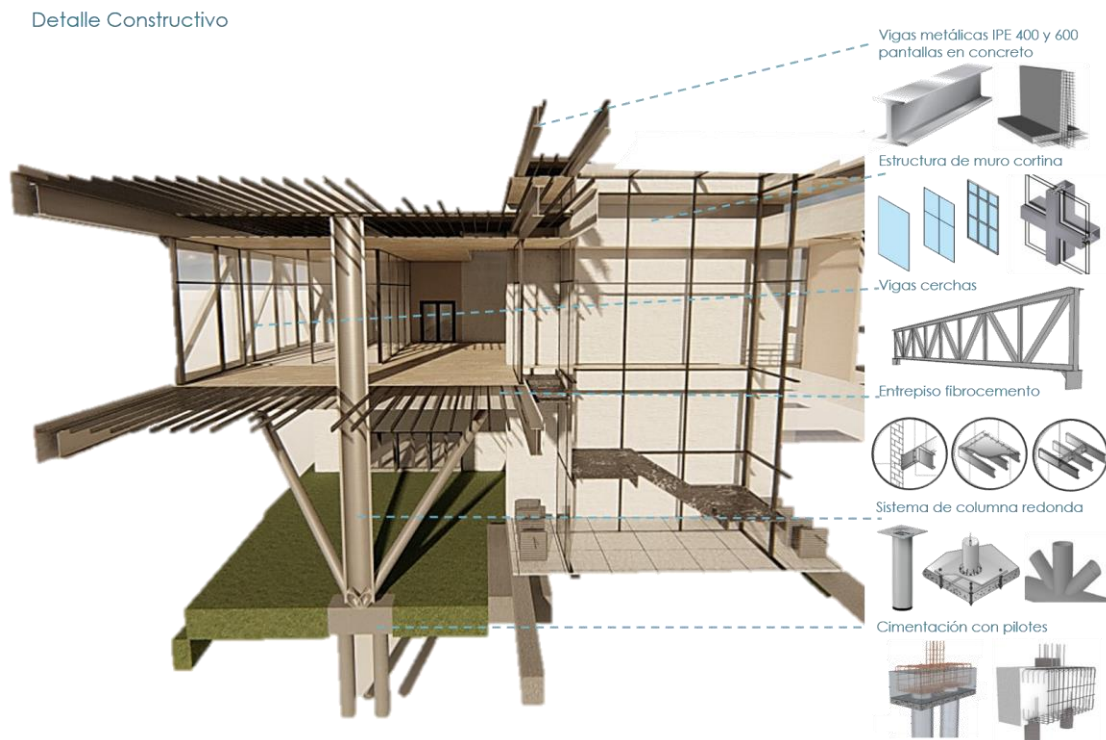 Detalle Constructivo
Vigas metálicas IPE 400 y 600
pantallas en concreto
Estructura de muro cortina
Vigas cerchas
Entrepiso fibrocemento
Sistema de columna redonda
Cimentación con pilotes